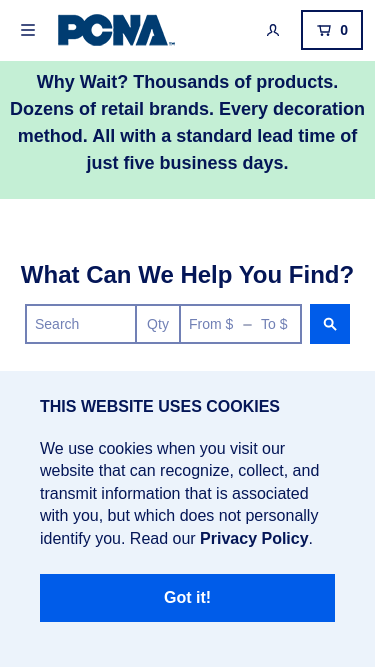 PCNA
0
Why Wait? Thousands of products.
Dozens of retail brands. Every decoration
method. All with a standard lead time of
just five business days.
What Can We Help You Find?
Search Qty From $ – To $
THIS WEBSITE USES COOKIES
We use cookies when you visit our
website that can recognize, collect, and
transmit information that is associated
with you, but which does not personally
identify you. Read our Privacy Policy.
Got it!